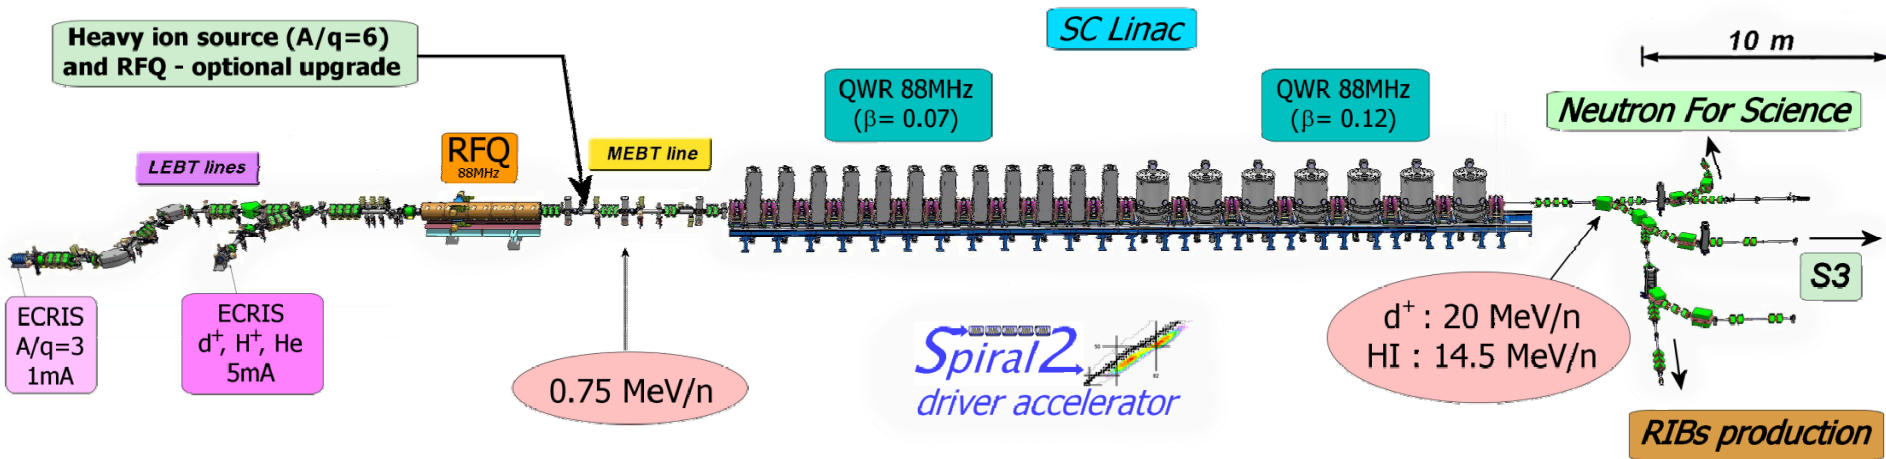 Heavy ion source (A/q=6)
and RFQ - optional upgrade
SC Linac
10 m
QWR 88MHz
(β= 0.07)
QWR 88MHz
(β= 0.12)
Neutron For Science
LEBT lines
RFQ
88MHz
MEBT line
S3
ECRIS
A/q=3
1mA
ECRIS
d⁺, H⁺, He
5mA
0.75 MeV/n
Spiral2
driver accelerator
50
82
d⁺ : 20 MeV/n
HI : 14.5 MeV/n
RIBs production